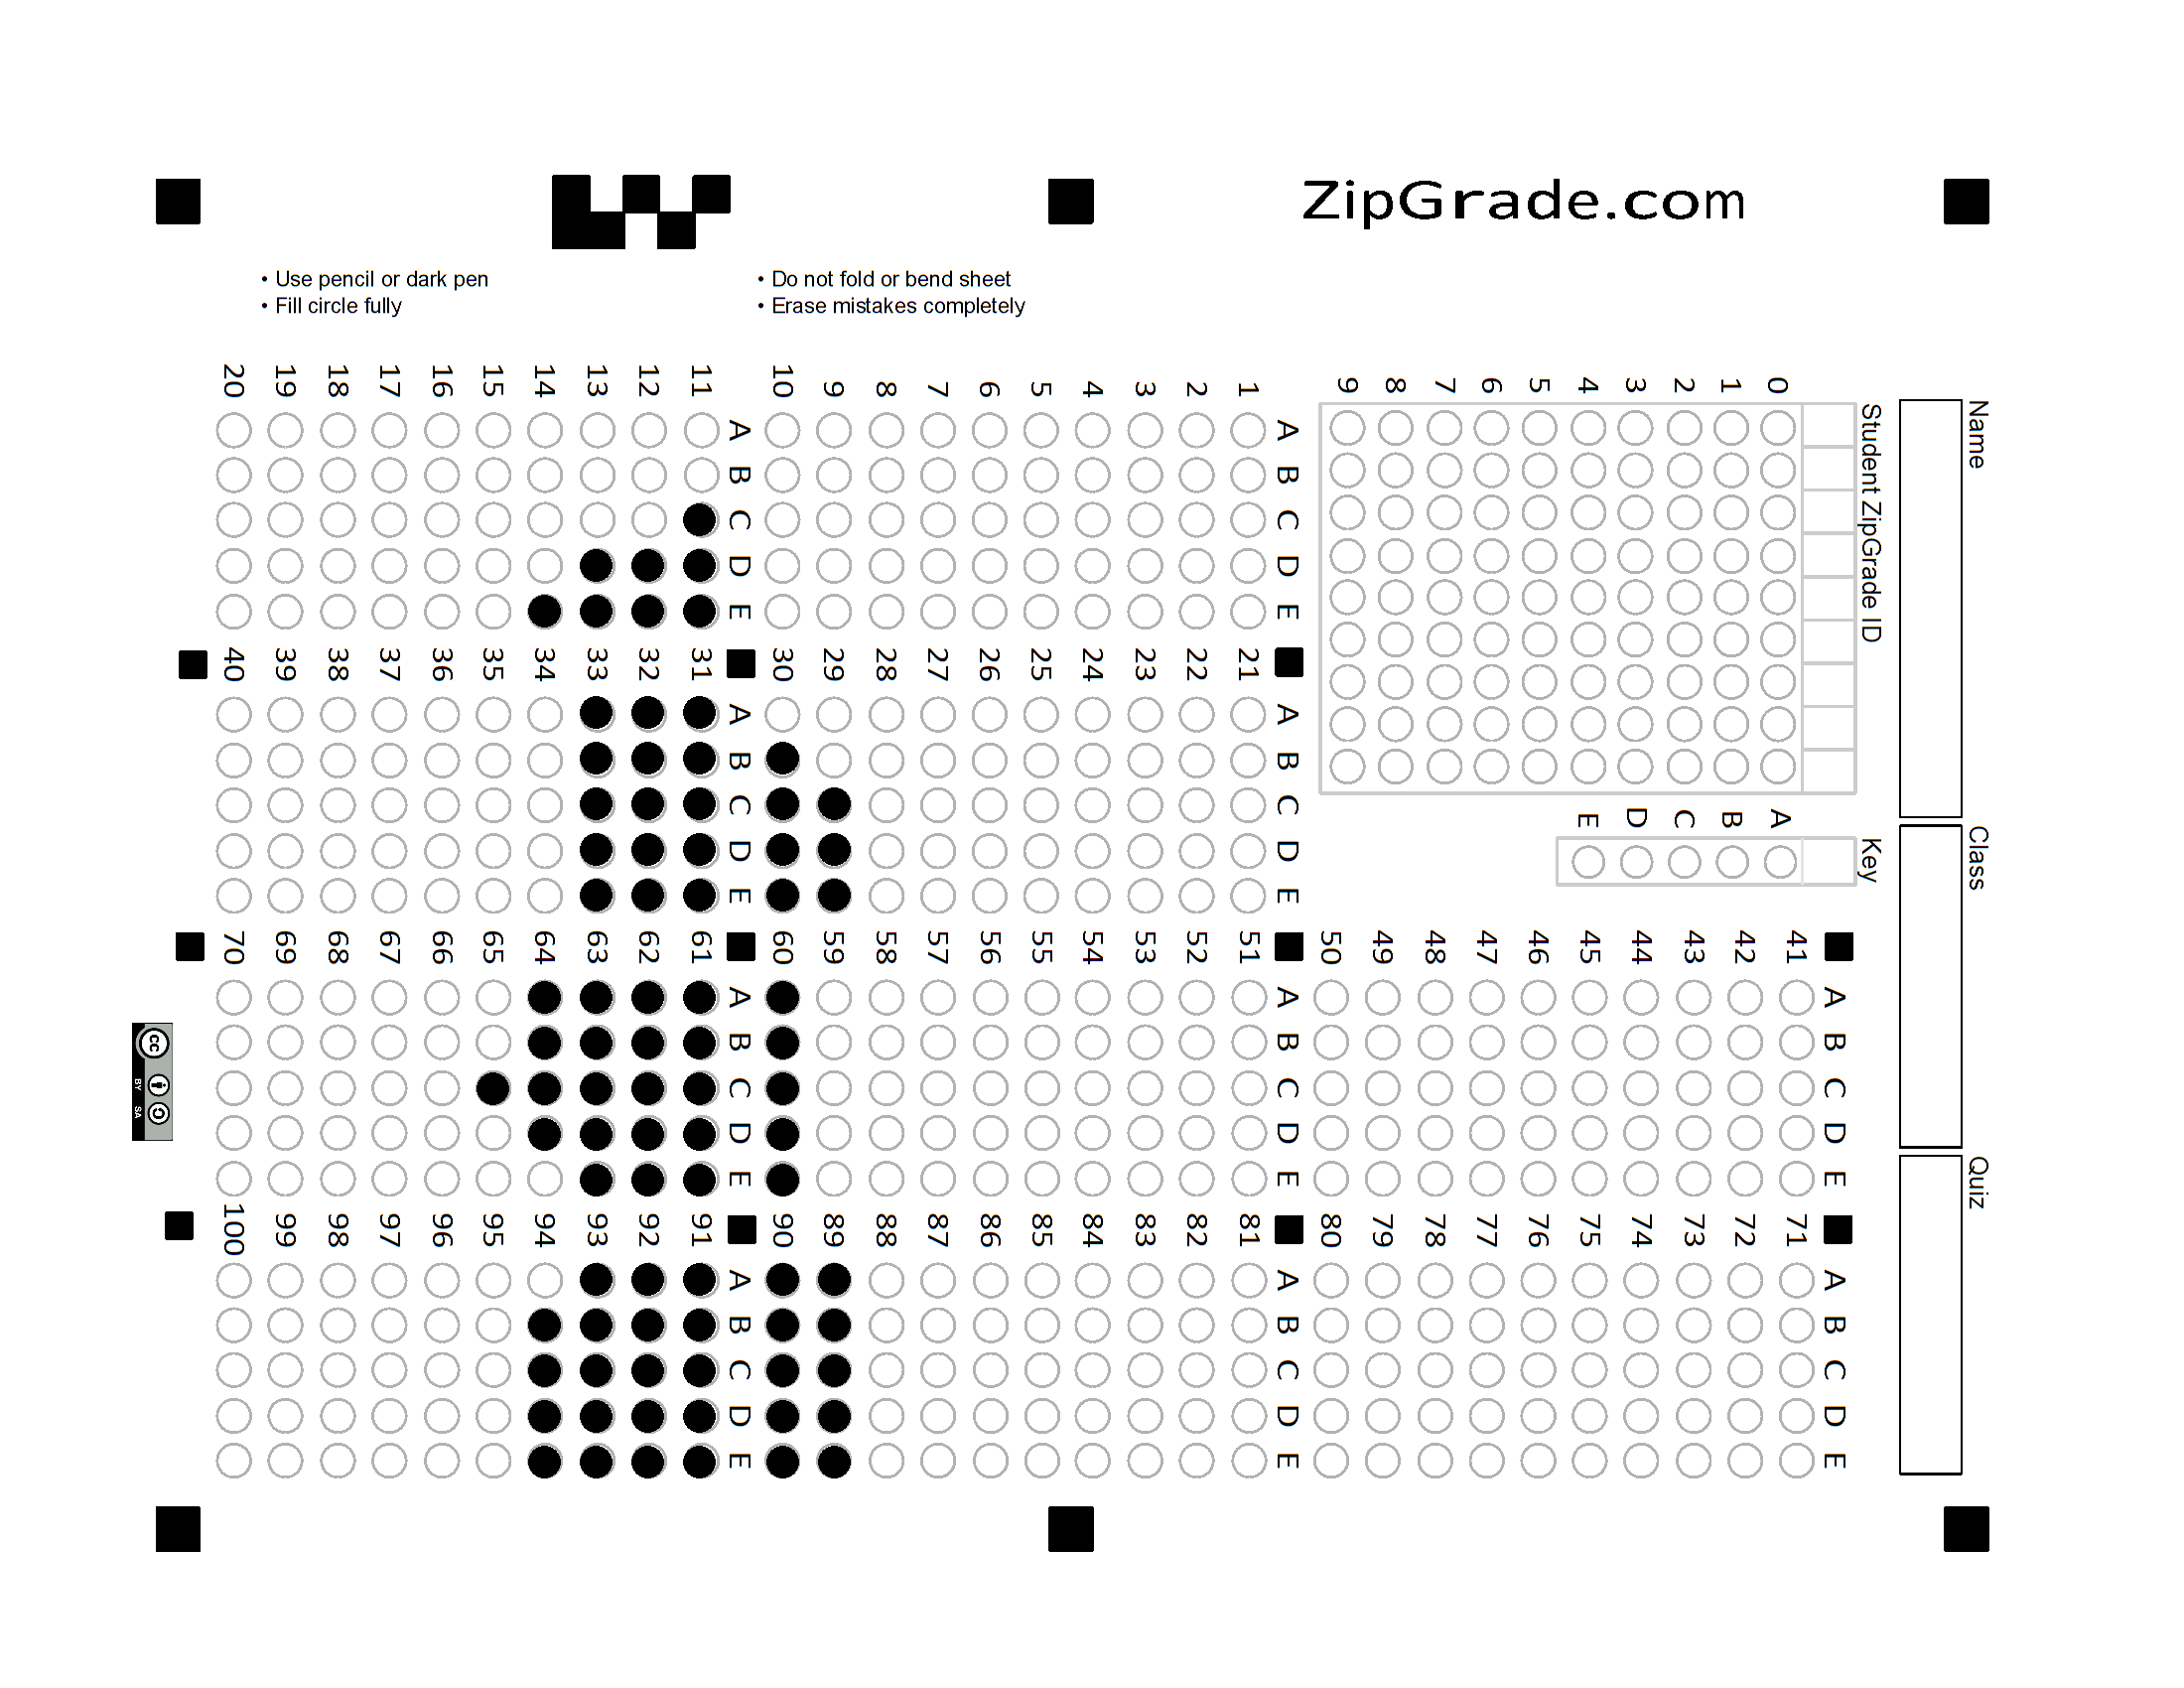 ZipGrade.com
• Use pencil or dark pen
• Fill circle fully
• Do not fold or bend sheet
• Erase mistakes completely
Name
Class
Quiz
Student ZipGrade ID
0 1 2 3 4 5 6 7 8 9
Key
A B C D E
A B C D E
1 2 3 4 5 6 7 8 9 10
A B C D E
11 12 13 14 15 16 17 18 19 20
A B C D E
21 22 23 24 25 26 27 28 29 30
A B C D E
31 32 33 34 35 36 37 38 39 40
A B C D E
41 42 43 44 45 46 47 48 49 50
A B C D E
51 52 53 54 55 56 57 58 59 60
A B C D E
61 62 63 64 65 66 67 68 69 70
A B C D E
71 72 73 74 75 76 77 78 79 80
A B C D E
81 82 83 84 85 86 87 88 89 90
A B C D E
91 92 93 94 95 96 97 98 99 100
cc
BY SA